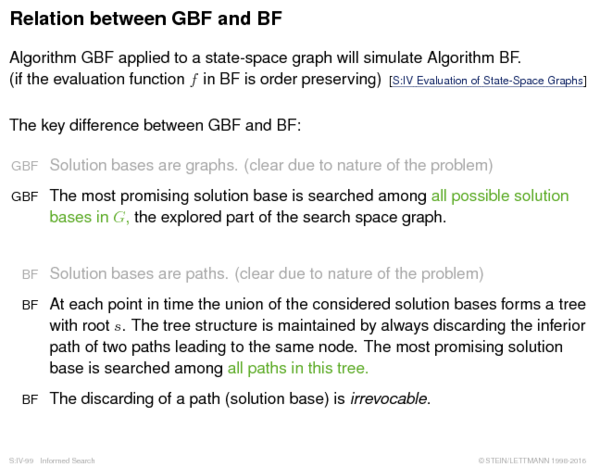 Relation between GBF and BF
Algorithm GBF applied to a state-space graph will simulate Algorithm BF.
(if the evaluation function f in BF is order preserving) [S:IV Evaluation of State-Space Graphs]
The key difference between GBF and BF:
GBF Solution bases are graphs. (clear due to nature of the problem)
GBF The most promising solution base is searched among all possible solution
bases in G, the explored part of the search space graph.
BF Solution bases are paths. (clear due to nature of the problem)
BF At each point in time the union of the considered solution bases forms a tree
with root s. The tree structure is maintained by always discarding the inferior
path of two paths leading to the same node. The most promising solution
base is searched among all paths in this tree.
BF The discarding of a path (solution base) is irrevocable.
S:IV-99 Informed Search ©STEIN/LETTMANN 1998-2016